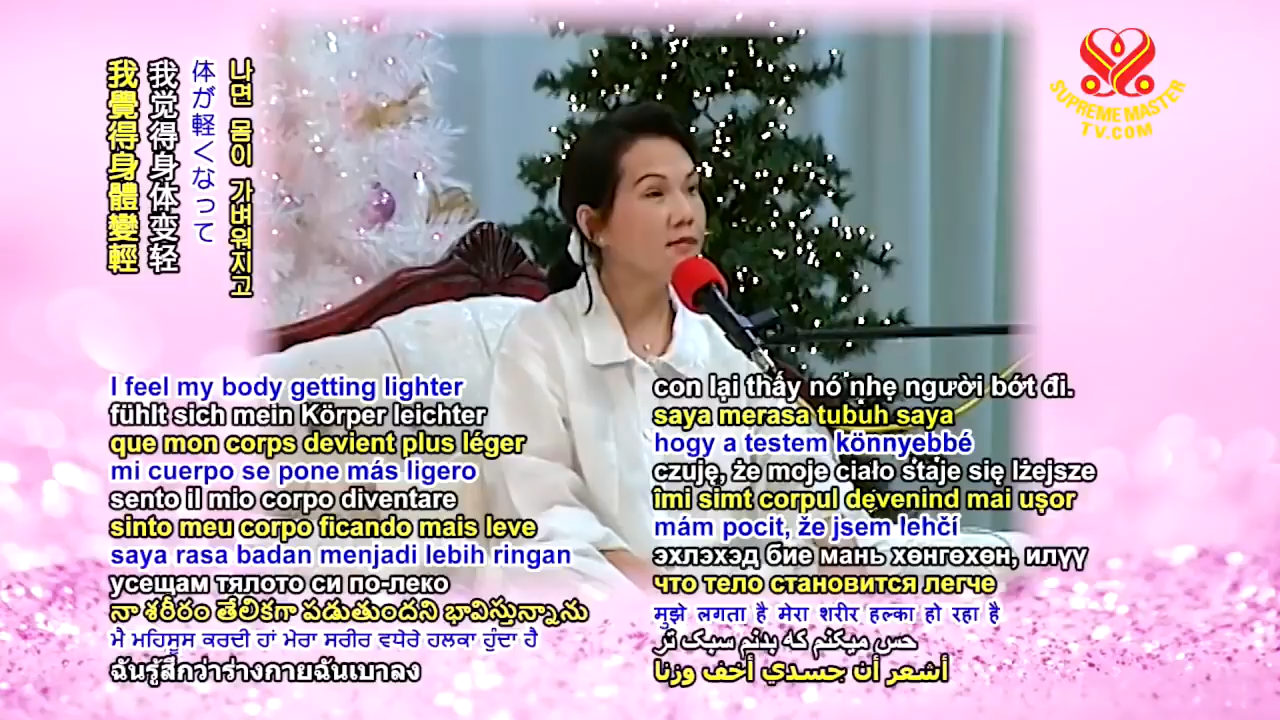 我覺得身體變輕
我觉得身体变轻
体が軽くなって
나면 몸이 가벼워지고
SUPREME MASTER
TV.COM
I feel my body getting lighter
fühlt sich mein Körper leichter
que mon corps devient plus léger
mi cuerpo se pone más ligero
sento il mio corpo diventare
sinto meu corpo ficando mais leve
saya rasa badan menjadi lebih ringan
усещам тялото си по-леко
నా శరీరం తేలికగా పడుతుందని భావిస్తున్నాను
ਮੈ ਮਹਿਸੂਸ ਕਰਦੀ ਹਾਂ ਮੇਰਾ ਸਰੀਰ ਵਧੇਰੇ ਹਲਕਾ ਹੁੰਦਾ ਹੈ
ฉันรู้สึกว่าร่างกายฉันเบาลง
con lại thấy nó nhẹ người bớt đi.
saya merasa tubuh saya
hogy a testem könnyebbé
czuję, że moje ciało staje się lżejsze
îmi simt corpul devenind mai ușor
mám pocit, že jsem lehčí
эхлэхэд бие мань хөнгөхөн, илүү
что тело становится легче
मुझे लगता है मेरा शरीर हल्का हो रहा है
حس میکنم که بدنم سبک تر
أشعر أن جسدي أخف وزنا